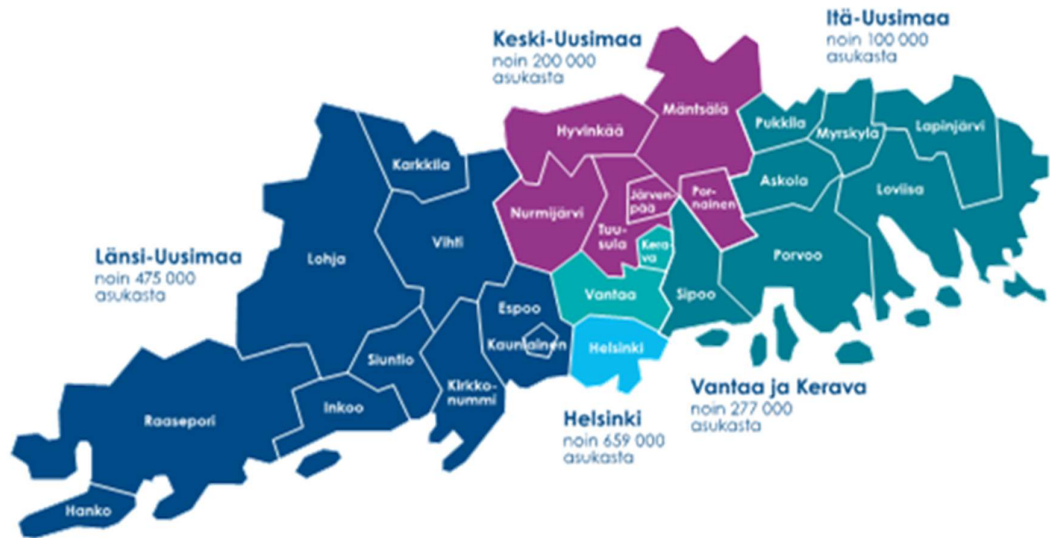 Itä-Uusimaa
noin 100 000
asukasta
Keski-Uusimaa
noin 200 000
asukasta
Mäntsälä
Hyvinkää
Pukkila
Myrskyla
Lapinjärvi
Karkkila
Askola
Loviisa
Järven-
pää
Por-
nainen
Nurmijärvi
Tuu-
sula
Kera-
va
Vihti
Lohja
Porvoo
Länsi-Uusimaa
noin 475 000
asukasta
Vantaa
Sipoo
Espoo
Kauniainen
Helsinki
Siuntio
Kirkko-
nummi
Inkoo
Raasepori
Hanko
Vantaa ja Kerava
noin 277 000
asukasta
Helsinki
noin 659 000
asukasta